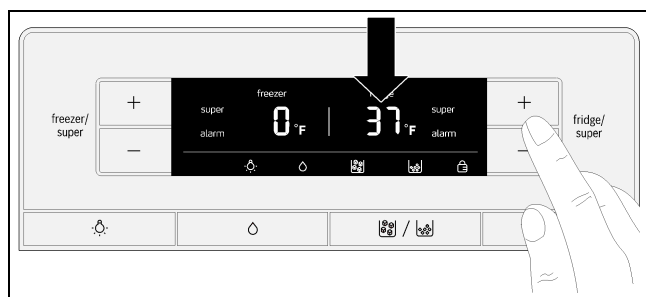 freezer
super
super
0 °F
37 °F
alarm
alarm
freezer/
super
fridge/
super
+
−
+
−
/